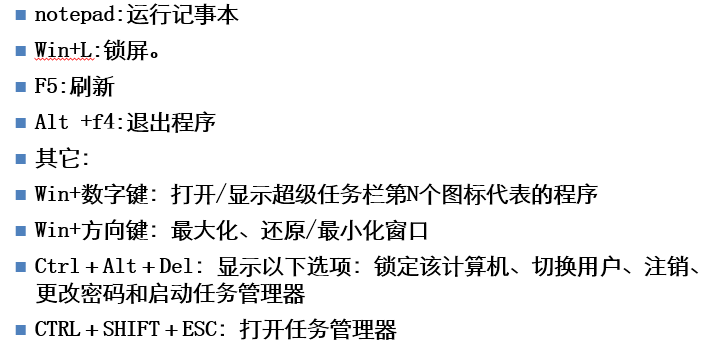 notepad:运行记事本
Win+L:锁屏。
F5:刷新
Alt +f4:退出程序
其它:
Win+数字键: 打开/显示超级任务栏第N个图标代表的程序
Win+方向键: 最大化、还原/最小化窗口
Ctrl＋Alt＋Del: 显示以下选项: 锁定该计算机、切换用户、注销、
更改密码和启动任务管理器
CTRL＋SHIFT＋ESC: 打开任务管理器